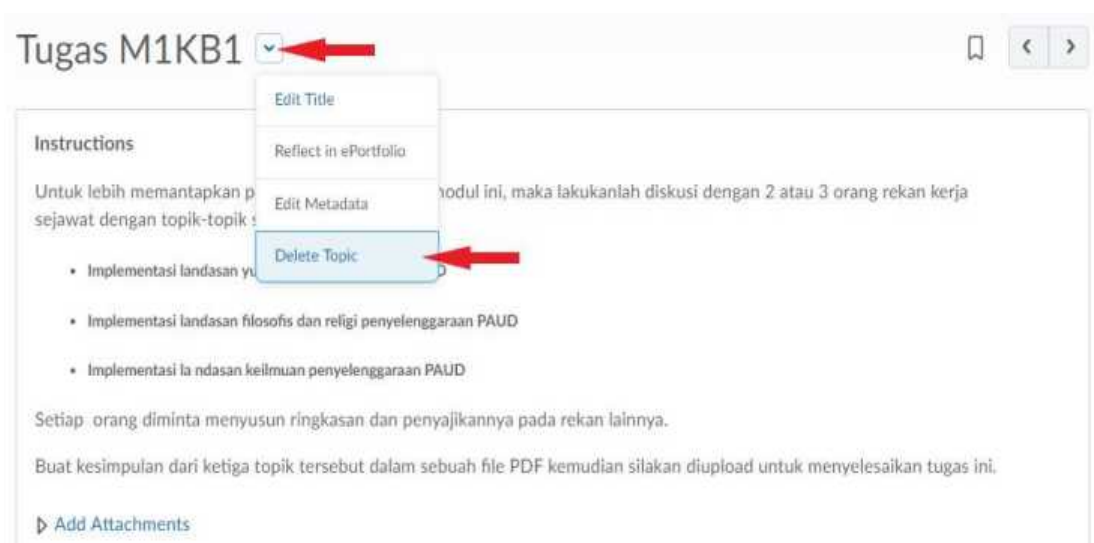 Tugas M1KB1
Edit Title
Reflect in ePortfolio
Edit Metadata
Delete Topic
Instructions
Untuk lebih memantapkan p nodul ini, maka lakukanlah diskusi dengan 2 atau 3 orang rekan kerja
sejawat dengan topik-topik s
• Implementasi landasan yu
• Implementasi landasan filosofis dan religi penyelenggaraan PAUD
• Implementasi la ndasan keilmuan penyelenggaraan PAUD
Setiap orang diminta menyusun ringkasan dan penyajikannya pada rekan lainnya.
Buat kesimpulan dari ketiga topik tersebut dalam sebuah file PDF kemudian silakan diupload untuk menyelesaikan tugas ini.
Add Attachments